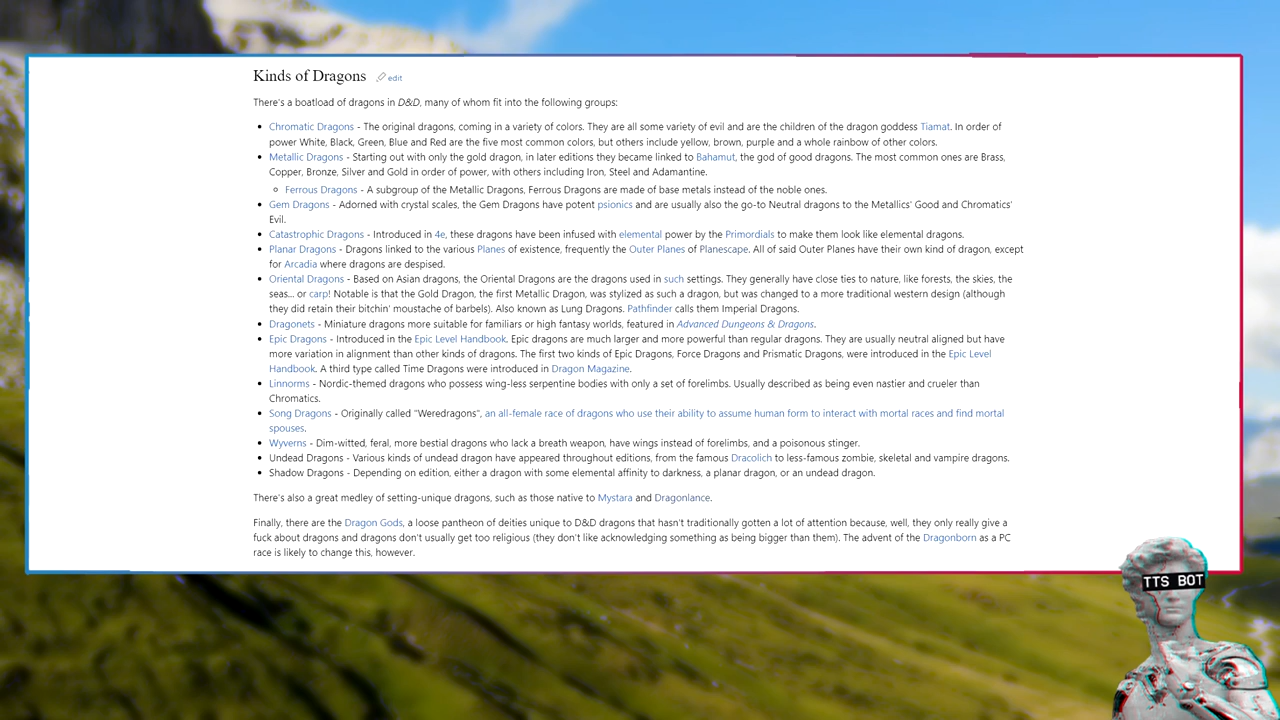 Kinds of Dragons edit
There's a boatload of dragons in D&D, many of whom fit into the following groups:
• Chromatic Dragons - The original dragons, coming in a variety of colors. They are all some variety of evil and are the children of the dragon goddess Tiamat. In order of
power White, Black, Green, Blue and Red are the five most common colors, but others include yellow, brown, purple and a whole rainbow of other colors.
• Metallic Dragons - Starting out with only the gold dragon, in later editions they became linked to Bahamut, the god of good dragons. The most common ones are Brass,
Copper, Bronze, Silver and Gold in order of power, with others including Iron, Steel and Adamantine.
◦ Ferrous Dragons - A subgroup of the Metallic Dragons, Ferrous Dragons are made of base metals instead of the noble ones.
• Gem Dragons - Adorned with crystal scales, the Gem Dragons have potent psionics and are usually also the go-to Neutral dragons to the Metallics' Good and Chromatics'
Evil.
• Catastrophic Dragons - Introduced in 4e, these dragons have been infused with elemental power by the Primordials to make them look like elemental dragons.
• Planar Dragons - Dragons linked to the various Planes of existence, frequently the Outer Planes of Planescape. All of said Outer Planes have their own kind of dragon, except
for Arcadia where dragons are despised.
• Oriental Dragons - Based on Asian dragons, the Oriental Dragons are the dragons used in such settings. They generally have close ties to nature, like forests, the skies, the
seas... or carp! Notable is that the Gold Dragon, the first Metallic Dragon, was stylized as such a dragon, but was changed to a more traditional western design (although
they did retain their bitchin' moustache of barbels). Also known as Lung Dragons. Pathfinder calls them Imperial Dragons.
• Dragonets - Miniature dragons more suitable for familiars or high fantasy worlds, featured in Advanced Dungeons & Dragons.
• Epic Dragons - Introduced in the Epic Level Handbook. Epic dragons are much larger and more powerful than regular dragons. They are usually neutral aligned but have
more variation in alignment than other kinds of dragons. The first two kinds of Epic Dragons, Force Dragons and Prismatic Dragons, were introduced in the Epic Level
Handbook. A third type called Time Dragons were introduced in Dragon Magazine.
• Linnorms - Nordic-themed dragons who possess wing-less serpentine bodies with only a set of forelimbs. Usually described as being even nastier and crueler than
Chromatics.
• Song Dragons - Originally called "Weredragons", an all-female race of dragons who use their ability to assume human form to interact with mortal races and find mortal
spouses.
• Wyverns - Dim-witted, feral, more bestial dragons who lack a breath weapon, have wings instead of forelimbs, and a poisonous stinger.
• Undead Dragons - Various kinds of undead dragon have appeared throughout editions, from the famous Dracolich to less-famous zombie, skeletal and vampire dragons.
• Shadow Dragons - Depending on edition, either a dragon with some elemental affinity to darkness, a planar dragon, or an undead dragon.
There's also a great medley of setting-unique dragons, such as those native to Mystara and Dragonlance.
Finally, there are the Dragon Gods, a loose pantheon of deities unique to D&D dragons that hasn't traditionally gotten a lot of attention because, well, they only really give a
fuck about dragons and dragons don't usually get too religious (they don't like acknowledging something as being bigger than them). The advent of the Dragonborn as a PC
race is likely to change this, however.
TTS BOT